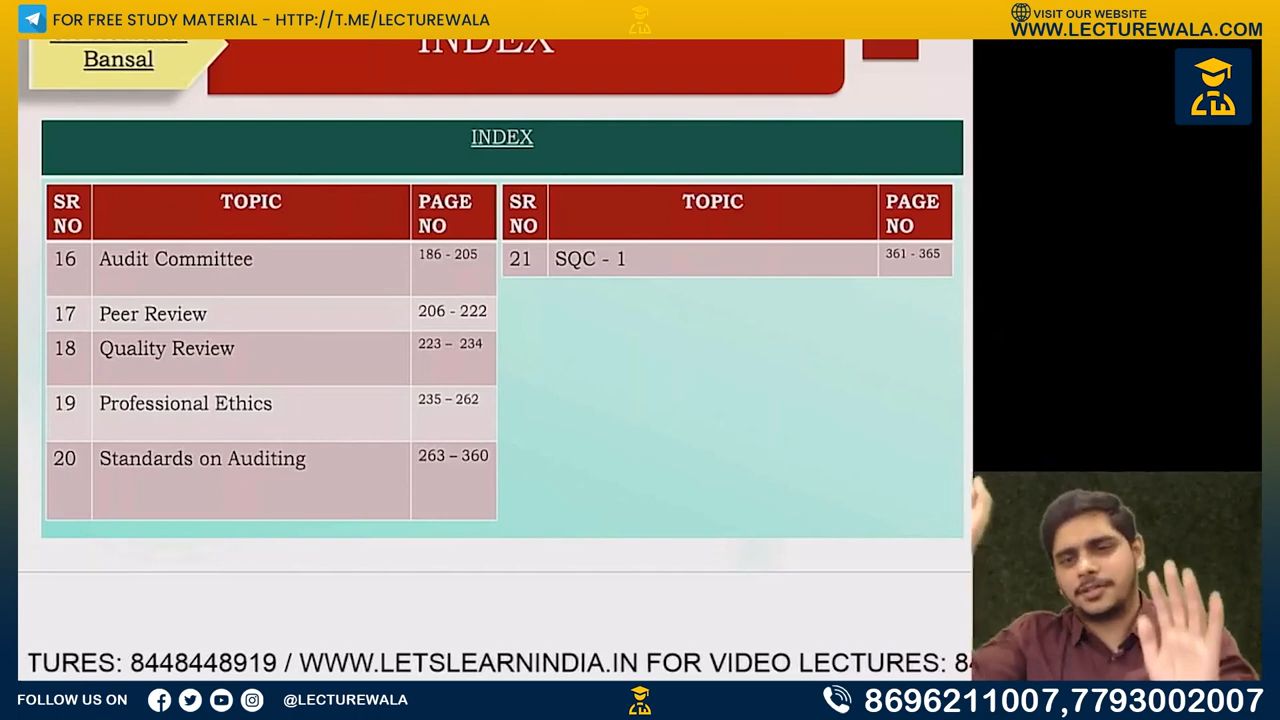 FOR FREE STUDY MATERIAL - HTTP://T.ME/LECTUREWALA
VISIT OUR WEBSITE
WWW.LECTUREWALA.COM
Bansal
INDEX
INDEX
SR NO TOPIC PAGE NO SR NO TOPIC PAGE NO
16 Audit Committee 186 - 205 21 SQC - 1 361 - 365
17 Peer Review 206 - 222
18 Quality Review 223 – 234
19 Professional Ethics 235 – 262
20 Standards on Auditing 263 – 360
TURES: 8448448919 / WWW.LETSLEARNINDIA.IN FOR VIDEO LECTURES: 84
FOLLOW US ON @LECTUREWALA 8696211007,7793002007